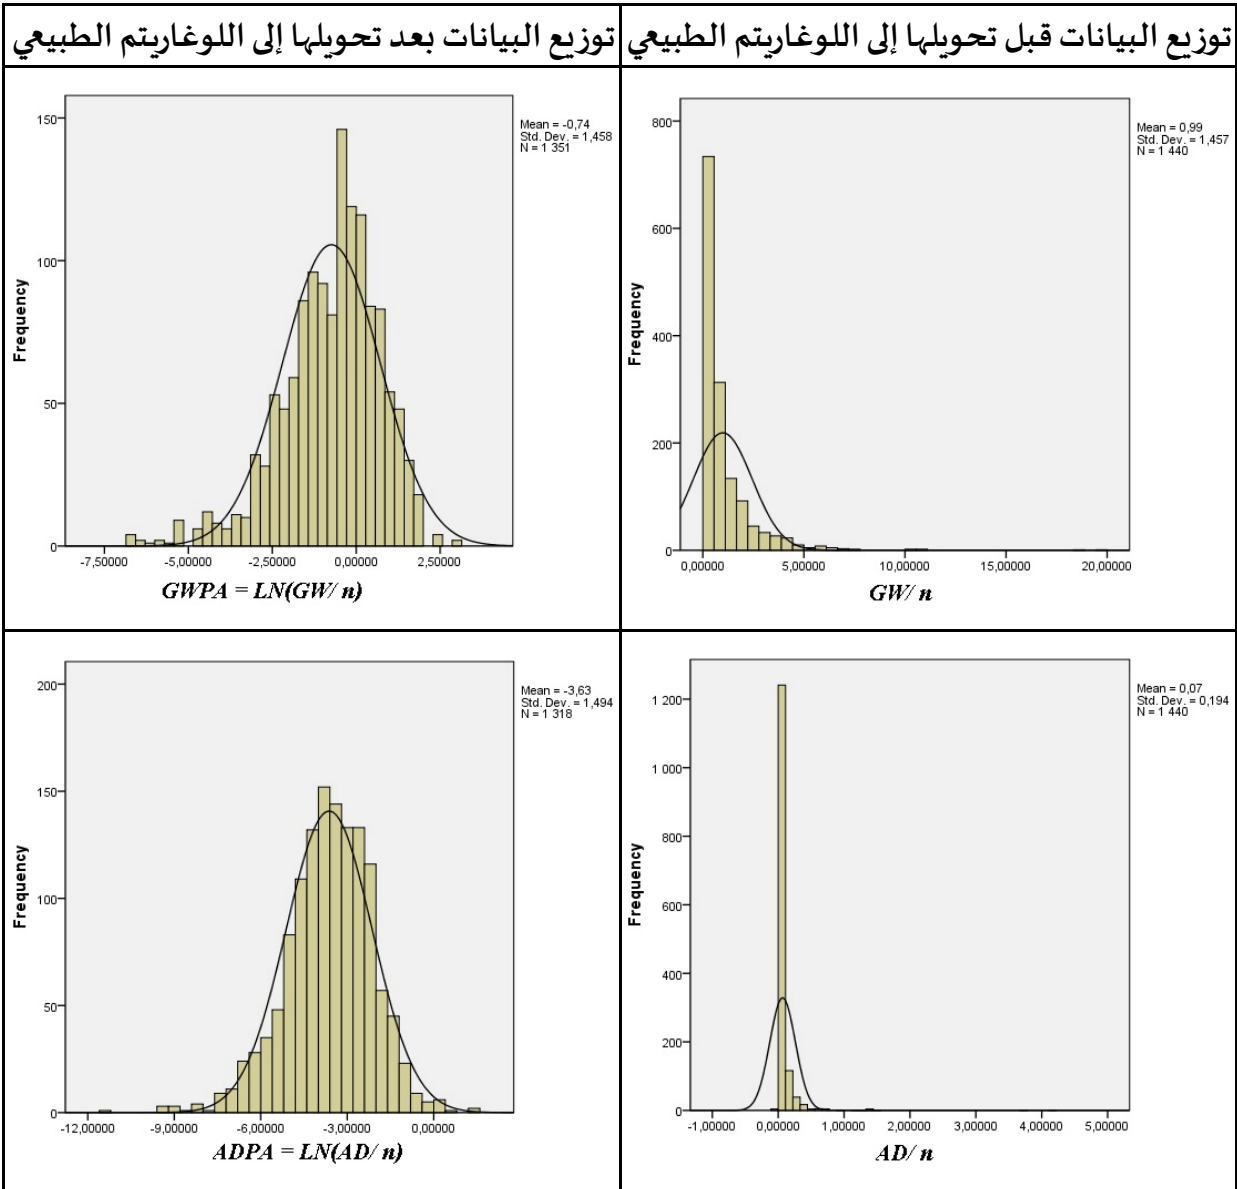 توزيع البيانات قبل تحويلها إلى اللوغاريتم الطبيعي
توزيع البيانات بعد تحويلها إلى اللوغاريتم الطبيعي
Mean = 0,99
Std. Dev. = 1,457
N = 1 440
Frequency
800
600
400
200
0
0,00000 5,00000 10,00000 15,00000 20,00000
GW/ n
Mean = -0,74
Std. Dev. = 1,458
N = 1 351
Frequency
150
100
50
0
-7,50000 -5,00000 -2,50000 0,00000 2,50000
GWPA = LN(GW/ n)
Mean = 0,07
Std. Dev. = 0,194
N = 1 440
Frequency
1 200
1 000
800
600
400
200
0
-1,00000 0,00000 1,00000 2,00000 3,00000 4,00000 5,00000
AD/ n
Mean = -3,63
Std. Dev. = 1,494
N = 1 318
Frequency
200
150
100
50
0
-12,00000 -9,00000 -6,00000 -3,00000 0,00000
ADPA = LN(AD/ n)